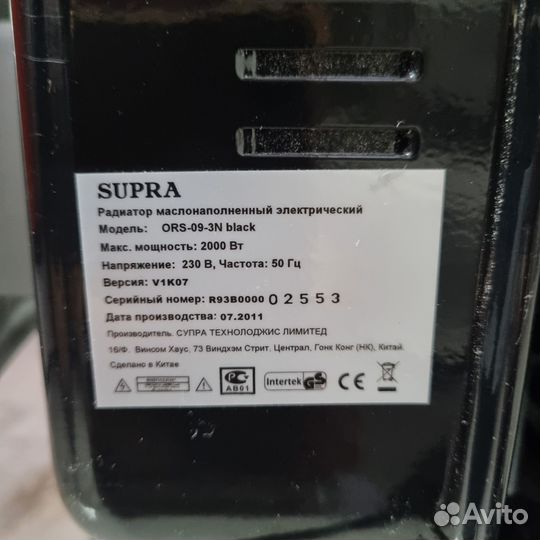 SUPRA
Радиатор маслонаполненный электрический
Модель: ORS-09-3N black
Макс. мощность: 2000 Вт
Напряжение: 230 В, Частота: 50 Гц
Версия: V1K07
Серийный номер: R93B0000 02553
Дата производства: 07.2011
Производитель: СУПРА ТЕХНОЛОДЖИС ЛИМИТЕД
16/Ф. Винсом Хаус, 73 Виндхэм Стрит. Централ, Гонк Конг (НК), Китай.
Сделано в Китае
АВ01 Intertek GS CE
Avito